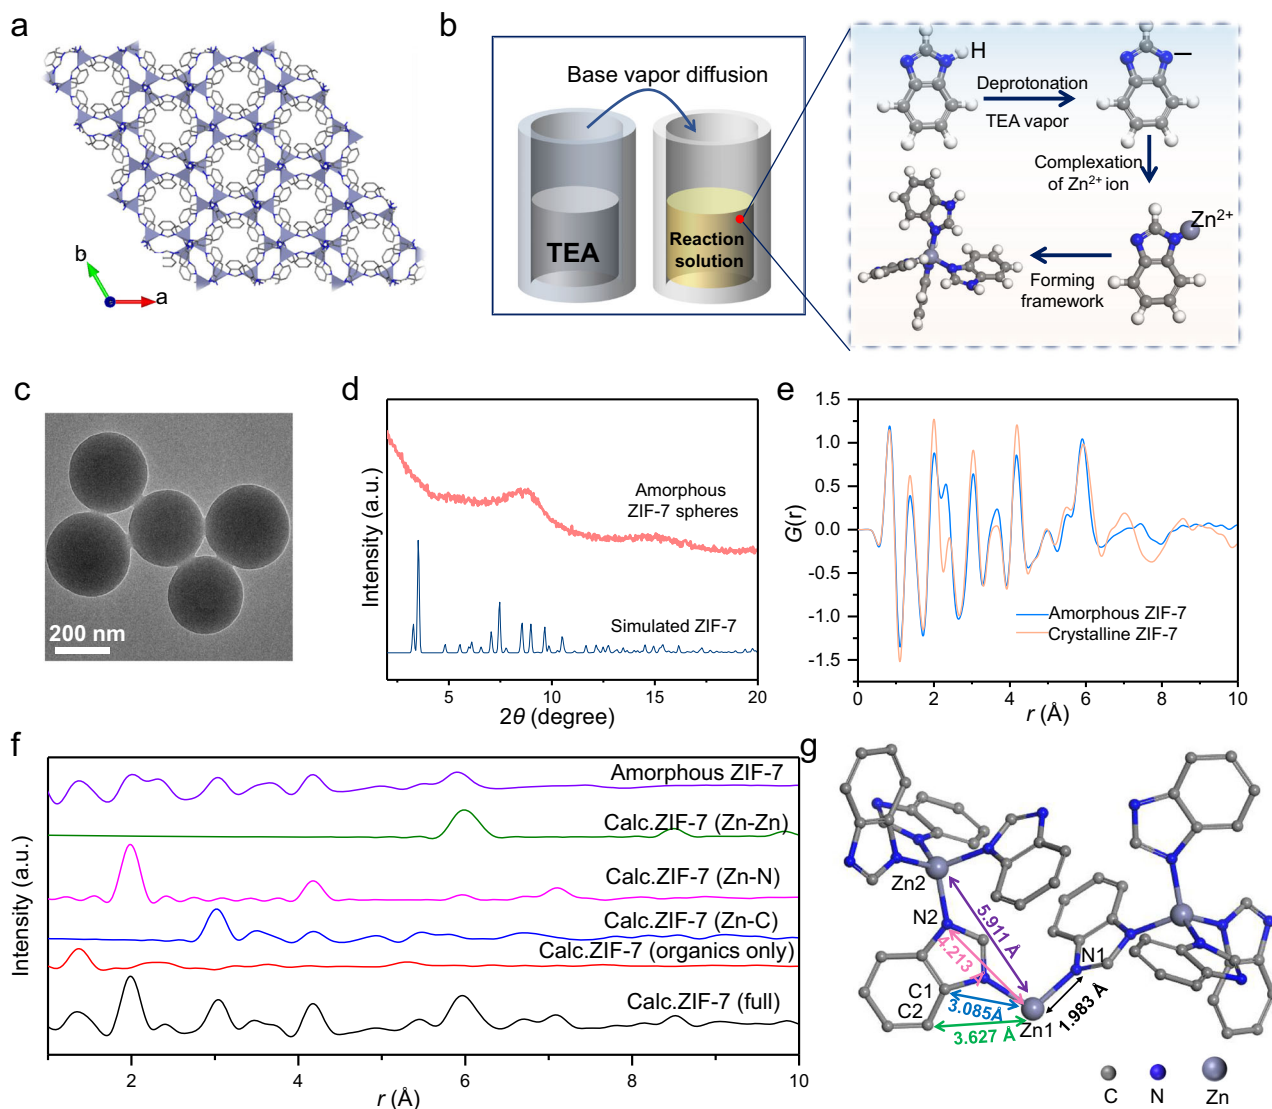 a
b
a
b
Base vapor diffusion
TEA
Reaction
solution
H
Deprotonation
TEA vapor
Complexation
of Zn²⁺ ion
Zn²⁺
Forming
framework
c
200 nm
d
Intensity (a.u.)
Amorphous
ZIF-7 spheres
Simulated ZIF-7
5 10 15 20
2θ (degree)
e
G(r)
1.5
1.0
0.5
0.0
-0.5
-1.0
-1.5
Amorphous ZIF-7
Crystalline ZIF-7
0 2 4 6 8 10
r (Å)
f
Intensity (a.u.)
Amorphous ZIF-7
Calc.ZIF-7 (Zn-Zn)
Calc.ZIF-7 (Zn-N)
Calc.ZIF-7 (Zn-C)
Calc.ZIF-7 (organics only)
Calc.ZIF-7 (full)
2 4 6 8 10
r (Å)
g
Zn2
N2
5.911 Å
4.213 Å
N1
C1
C2
3.085Å
3.627 Å
Zn1
1.983 Å
C N Zn